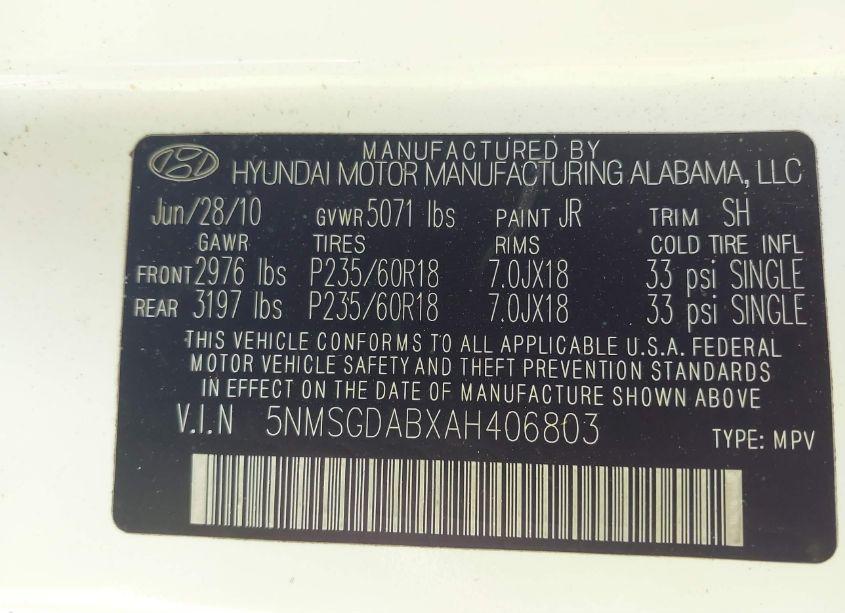 MANUFACTURED BY
HYUNDAI MOTOR MANUFACTURING ALABAMA, LLC
Jun/28/10 GVWR 5071 lbs PAINT JR TRIM SH
GAWR TIRES RIMS COLD TIRE INFL
FRONT 2976 lbs P235/60R18 7.0JX18 33 psi SINGLE
REAR 3197 lbs P235/60R18 7.0JX18 33 psi SINGLE
THIS VEHICLE CONFORMS TO ALL APPLICABLE U.S.A. FEDERAL
MOTOR VEHICLE SAFETY AND THEFT PREVENTION STANDARDS
IN EFFECT ON THE DATE OF MANUFACTURE SHOWN ABOVE
V.I.N 5NMSGDABXAH406803
TYPE: MPV